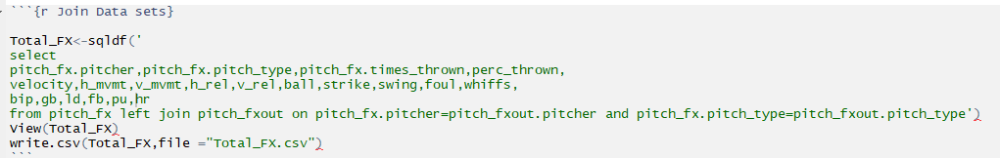 ```{r Join Data sets}
Total_FX<-sqldf('
select
pitch_fx.pitcher,pitch_fx.pitch_type,pitch_fx.times_thrown,perc_thrown,
velocity,h_mvmt,v_mvmt,h_rel,v_rel,ball,strike,swing,foul,whiffs,
bip,gb,ld,fb,pu,hr
from pitch_fx left join pitch_fxout on pitch_fx.pitcher=pitch_fxout.pitcher and pitch_fx.pitch_type=pitch_fxout.pitch_type')
View(Total_FX)
write.csv(Total_FX,file ="Total_FX.csv")
```